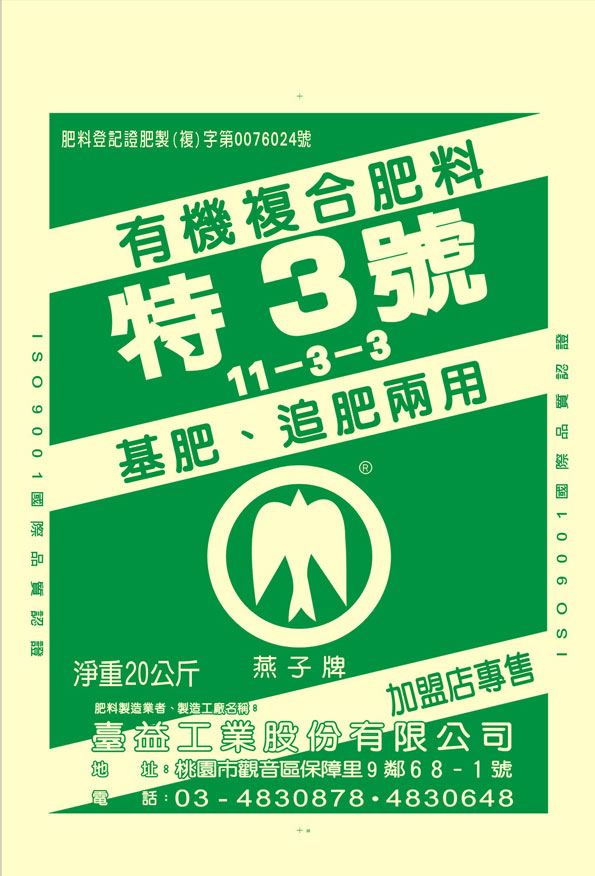 肥料登記證肥製(複)字第0076024號
有機複合肥料
特3號
11-3-3
基肥、追肥兩用
®
燕子牌
淨重20公斤
加盟店專售
肥料製造業者、製造工廠名稱：
臺益工業股份有限公司
地 址：桃園市觀音區保障里9鄰68-1號
電 話：03-4830878・4830648
ISO9001國際品質認證
ISO9001國際品質認證